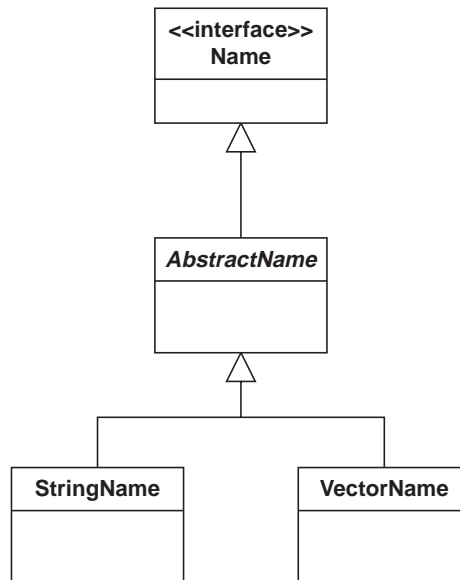 <<interface>>
Name
AbstractName
StringName
VectorName